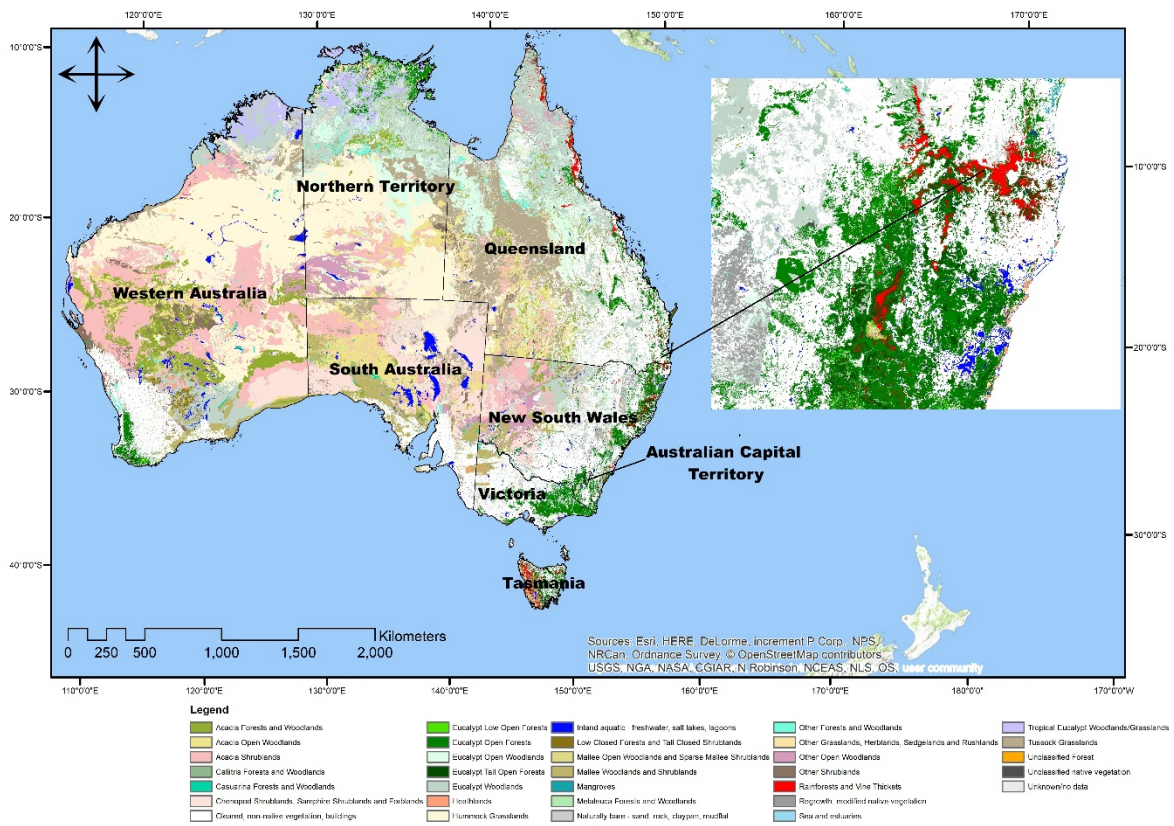 120°0'0"E 130°0'0"E 140°0'0"E 150°0'0"E 160°0'0"E 170°0'0"E
10°0'0"S
Northern Territory
10°0'0"S
20°0'0"S
Queensland
Western Australia
20°0'0"S
South Australia
30°0'0"S
New South Wales
Australian Capital
Territory
Victoria
30°0'0"S
40°0'0"S
Tasmania
Kilometers
0 250 500 1,000 1,500 2,000
Sources: Esri, HERE, DeLorme, increment P Corp., NPS,
NRCan, Ordnance Survey, © OpenStreetMap contributors,
USGS, NGA, NASA, CGIAR, N Robinson, NCEAS, NLS, OS, user community
110°0'0"E 120°0'0"E 130°0'0"E 140°0'0"E 150°0'0"E 160°0'0"E 180°0'0"E 170°0'0"W
Legend
Acacia Forests and Woodlands
Acacia Open Woodlands
Acacia Shrublands
Callitris Forests and Woodlands
Casuarina Forests and Woodlands
Chenopod Shrublands, Samphire Shrublands and Forblands
Cleared, non-native vegetation, buildings
Eucalypt Low Open Forests
Eucalypt Open Forests
Eucalypt Open Woodlands
Eucalypt Tall Open Forests
Eucalypt Woodlands
Heathlands
Hummock Grasslands
Inland aquatic - freshwater, salt lakes, lagoons
Low Closed Forests and Tall Closed Shrublands
Mallee Open Woodlands and Sparse Mallee Shrublands
Mallee Woodlands and Shrublands
Mangroves
Melaleuca Forests and Woodlands
Naturally bare - sand, rock, claypan, mudflat
Other Forests and Woodlands
Other Grasslands, Herblands, Sedgelands and Rushlands
Other Open Woodlands
Other Shrublands
Rainforests and Vine Thickets
Regrowth, modified native vegetation
Sea and estuaries
Tropical Eucalypt Woodlands/Grasslands
Tussock Grasslands
Unclassified Forest
Unclassified native vegetation
Unknown/no data